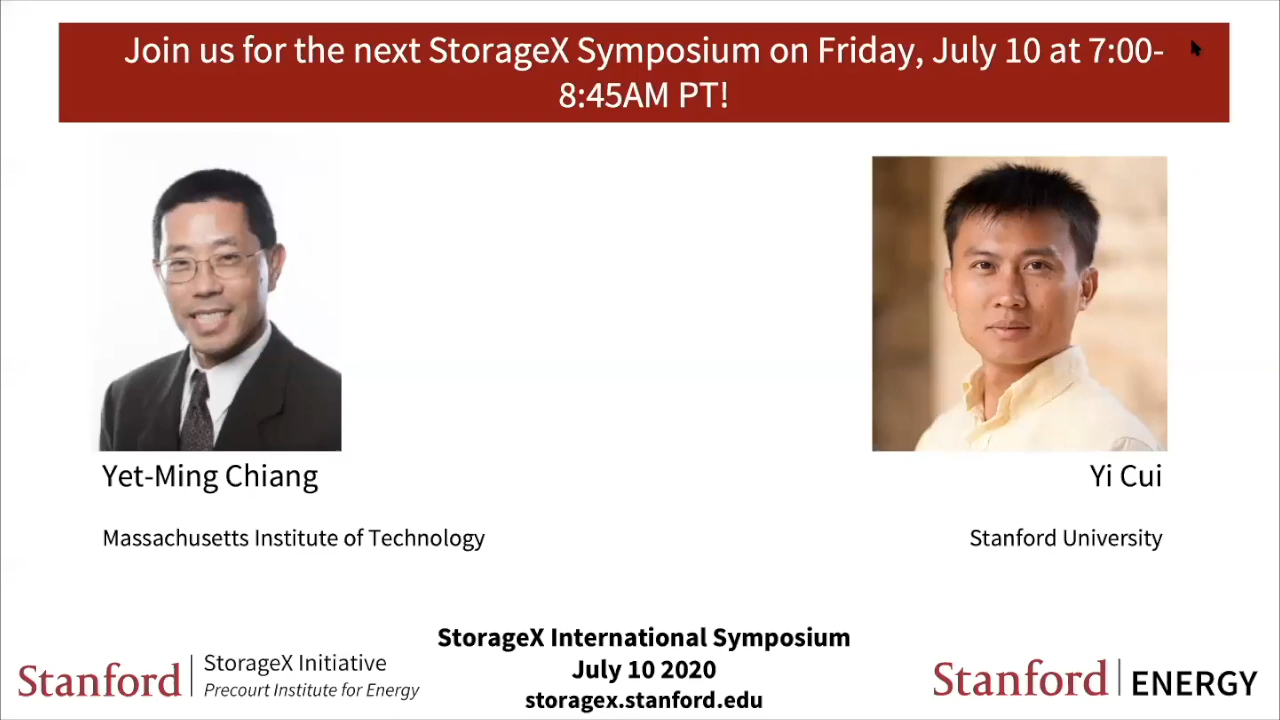 Join us for the next StorageX Symposium on Friday, July 10 at 7:00-
8:45AM PT!
Yet-Ming Chiang
Yi Cui
Massachusetts Institute of Technology
Stanford University
StorageX International Symposium
July 10 2020
storagex.stanford.edu
Stanford
StorageX Initiative
Precourt Institute for Energy
Stanford ENERGY